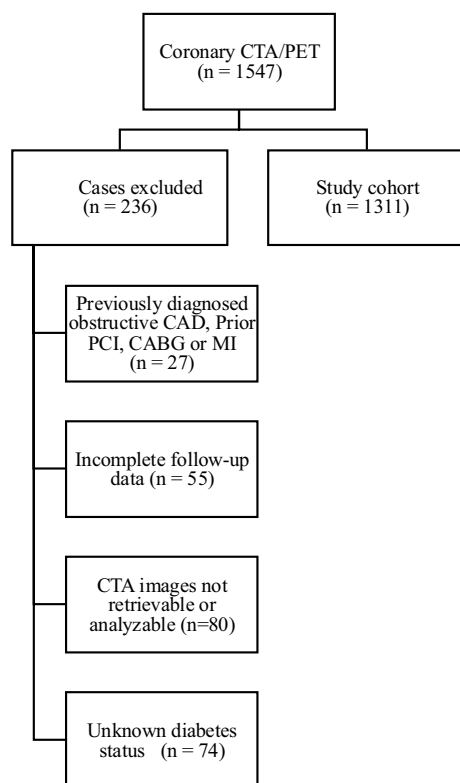 Coronary CTA/PET
(n = 1547)
Cases excluded
(n = 236)
Study cohort
(n = 1311)
Previously diagnosed
obstructive CAD, Prior
PCI, CABG or MI
(n = 27)
Incomplete follow-up
data (n = 55)
CTA images not
retrievable or
analyzable (n=80)
Unknown diabetes
status (n = 74)